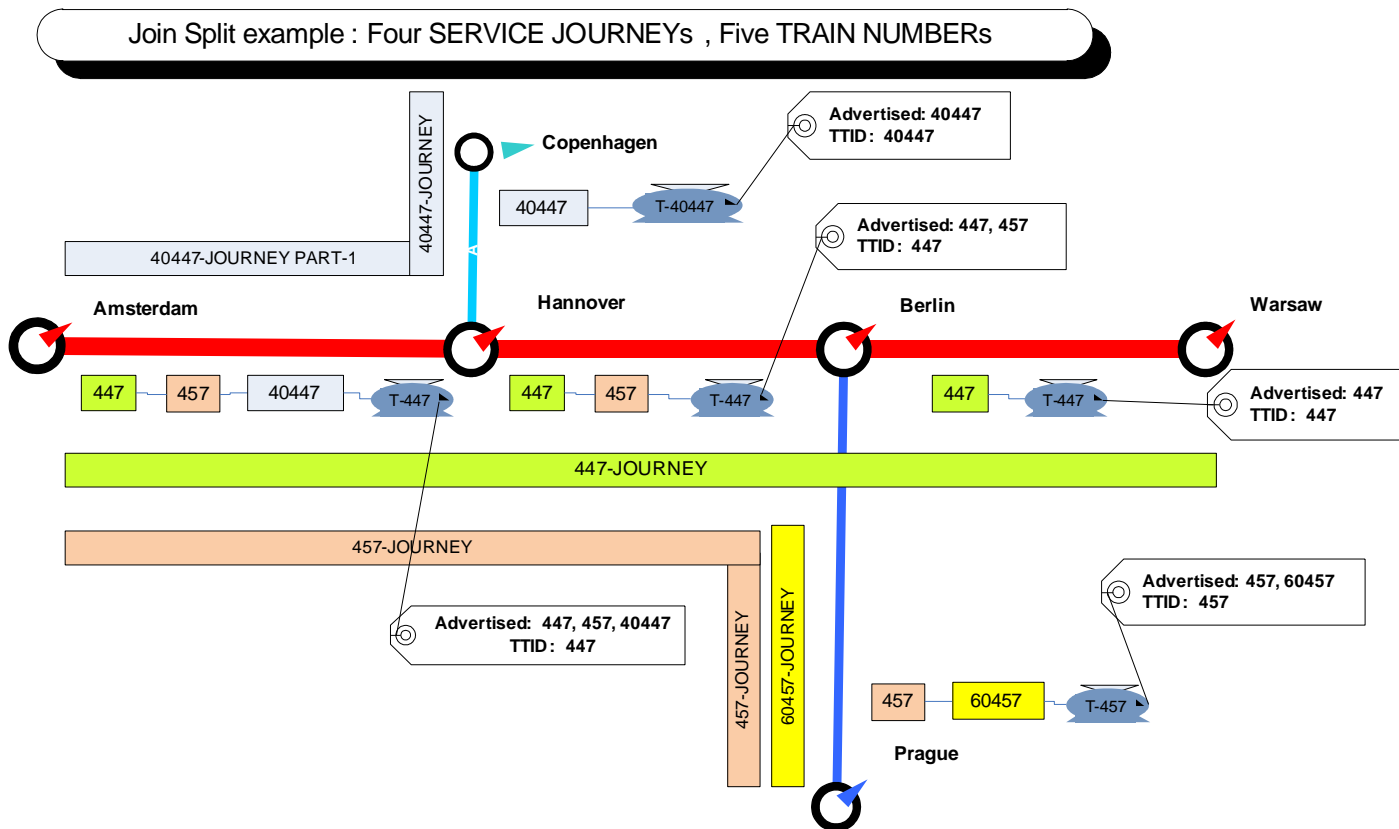 Join Split example : Four SERVICE JOURNEYs , Five TRAIN NUMBERs
40447-JOURNEY
Copenhagen
Advertised: 40447
TTID: 40447
40447
T-40447
40447-JOURNEY PART-1
A
Advertised: 447, 457
TTID: 447
Amsterdam
Hannover
Berlin
Warsaw
447
457
40447
T-447
447
457
T-447
447
T-447
Advertised: 447
TTID: 447
447-JOURNEY
457-JOURNEY
457-JOURNEY
60457-JOURNEY
Advertised: 457, 60457
TTID: 457
Advertised: 447, 457, 40447
TTID: 447
457
60457
T-457
Prague